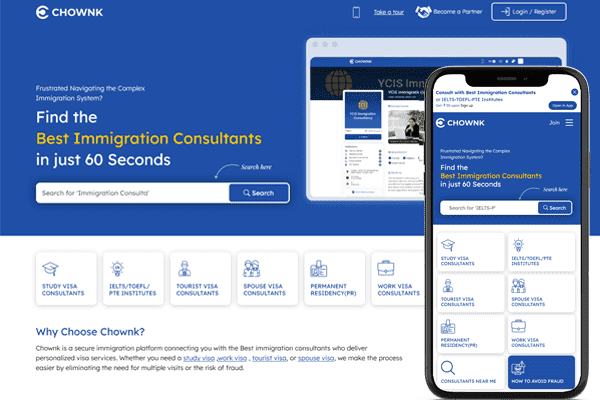 CHOWNK
Take a tour
Become a Partner
Login / Register
Frustrated Navigating the Complex
Immigration System?
Find the
Best Immigration Consultants
in just 60 Seconds
Search here
Search for 'Immigration Consulta'
Search
CHOWNK
YCIS Immigration
YCIS Immigration
Consultancy
STUDY VISA
CONSULTANTS
IELTS/TOEFL/
PTE INSTITUTES
TOURIST VISA
CONSULTANTS
SPOUSE VISA
CONSULTANTS
PERMANENT
RESIDENCY(PR)
WORK VISA
CONSULTANTS
Why Choose Chownk?
Chownk is a secure immigration platform connecting you with the Best immigration consultants who deliver
personalized visa services. Whether you need a study visa ,work visa , tourist visa, or spouse visa, we make the process
easier by eliminating the need for multiple visits or the risk of fraud.
Consult with Best Immigration Consultants
or IELTS-TOEFL-PTE Institutes
Open in App
CHOWNK
Join
Frustrated Navigating the Complex
Immigration System?
Find the
Best Immigration Consultants
in just 60 Seconds
Search here
Search for 'IELTS-P'
Search
STUDY VISA
CONSULTANTS
IELTS/TOEFL/PTE
INSTITUTES
TOURIST VISA
CONSULTANTS
SPOUSE VISA
CONSULTANTS
PERMANENT
RESIDENCY(PR)
WORK VISA
CONSULTANTS
CONSULTANTS NEAR ME
HOW TO AVOID FRAUD